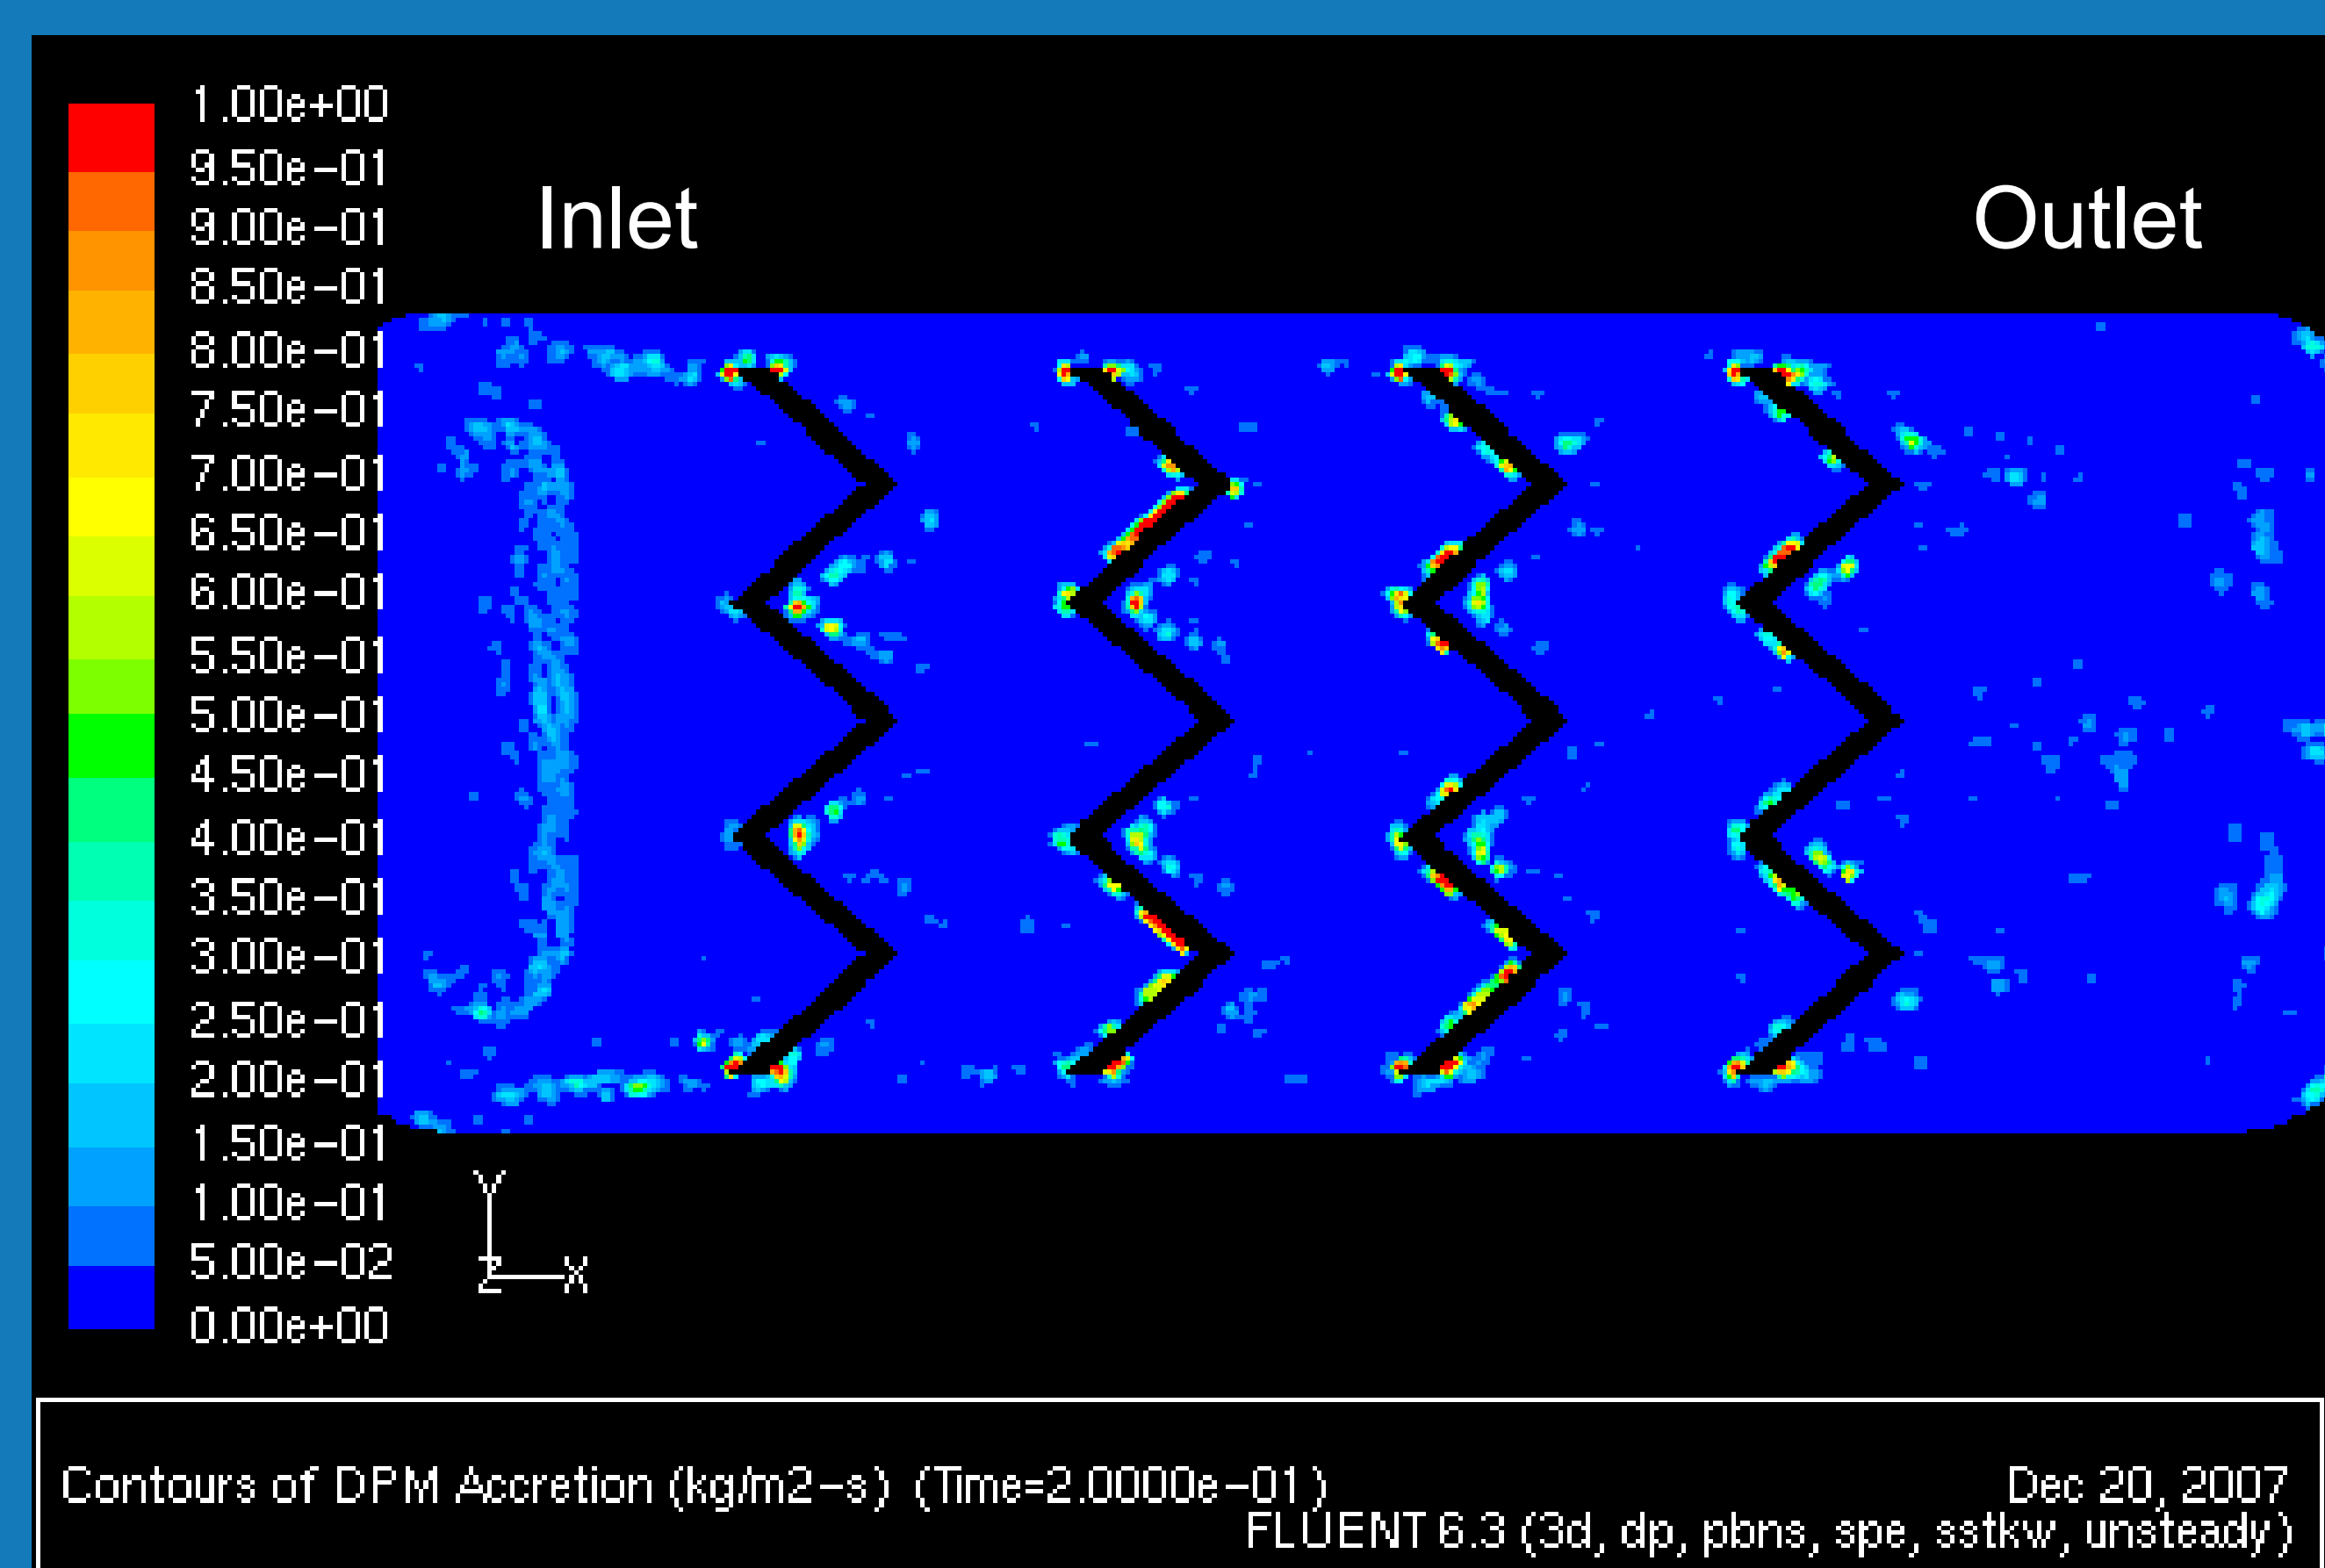 1.00e+00
9.50e-01
9.00e-01
8.50e-01
8.00e-01
7.50e-01
7.00e-01
6.50e-01
6.00e-01
5.50e-01
5.00e-01
4.50e-01
4.00e-01
3.50e-01
3.00e-01
2.50e-01
2.00e-01
1.50e-01
1.00e-01
5.00e-02
0.00e+00
Inlet
Outlet
Y
Z X
Contours of DPM Accretion (kg/m2-s) (Time=2.0000e-01)
Dec 20, 2007
FLUENT 6.3 (3d, dp, pbns, spe, sstkw, unsteady)